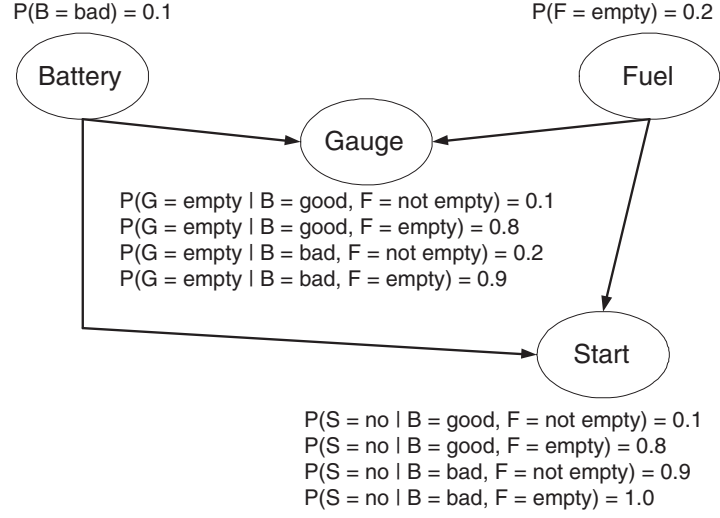 P(B = bad) = 0.1
P(F = empty) = 0.2
Battery
Fuel
Gauge
P(G = empty | B = good, F = not empty) = 0.1
P(G = empty | B = good, F = empty) = 0.8
P(G = empty | B = bad, F = not empty) = 0.2
P(G = empty | B = bad, F = empty) = 0.9
Start
P(S = no | B = good, F = not empty) = 0.1
P(S = no | B = good, F = empty) = 0.8
P(S = no | B = bad, F = not empty) = 0.9
P(S = no | B = bad, F = empty) = 1.0